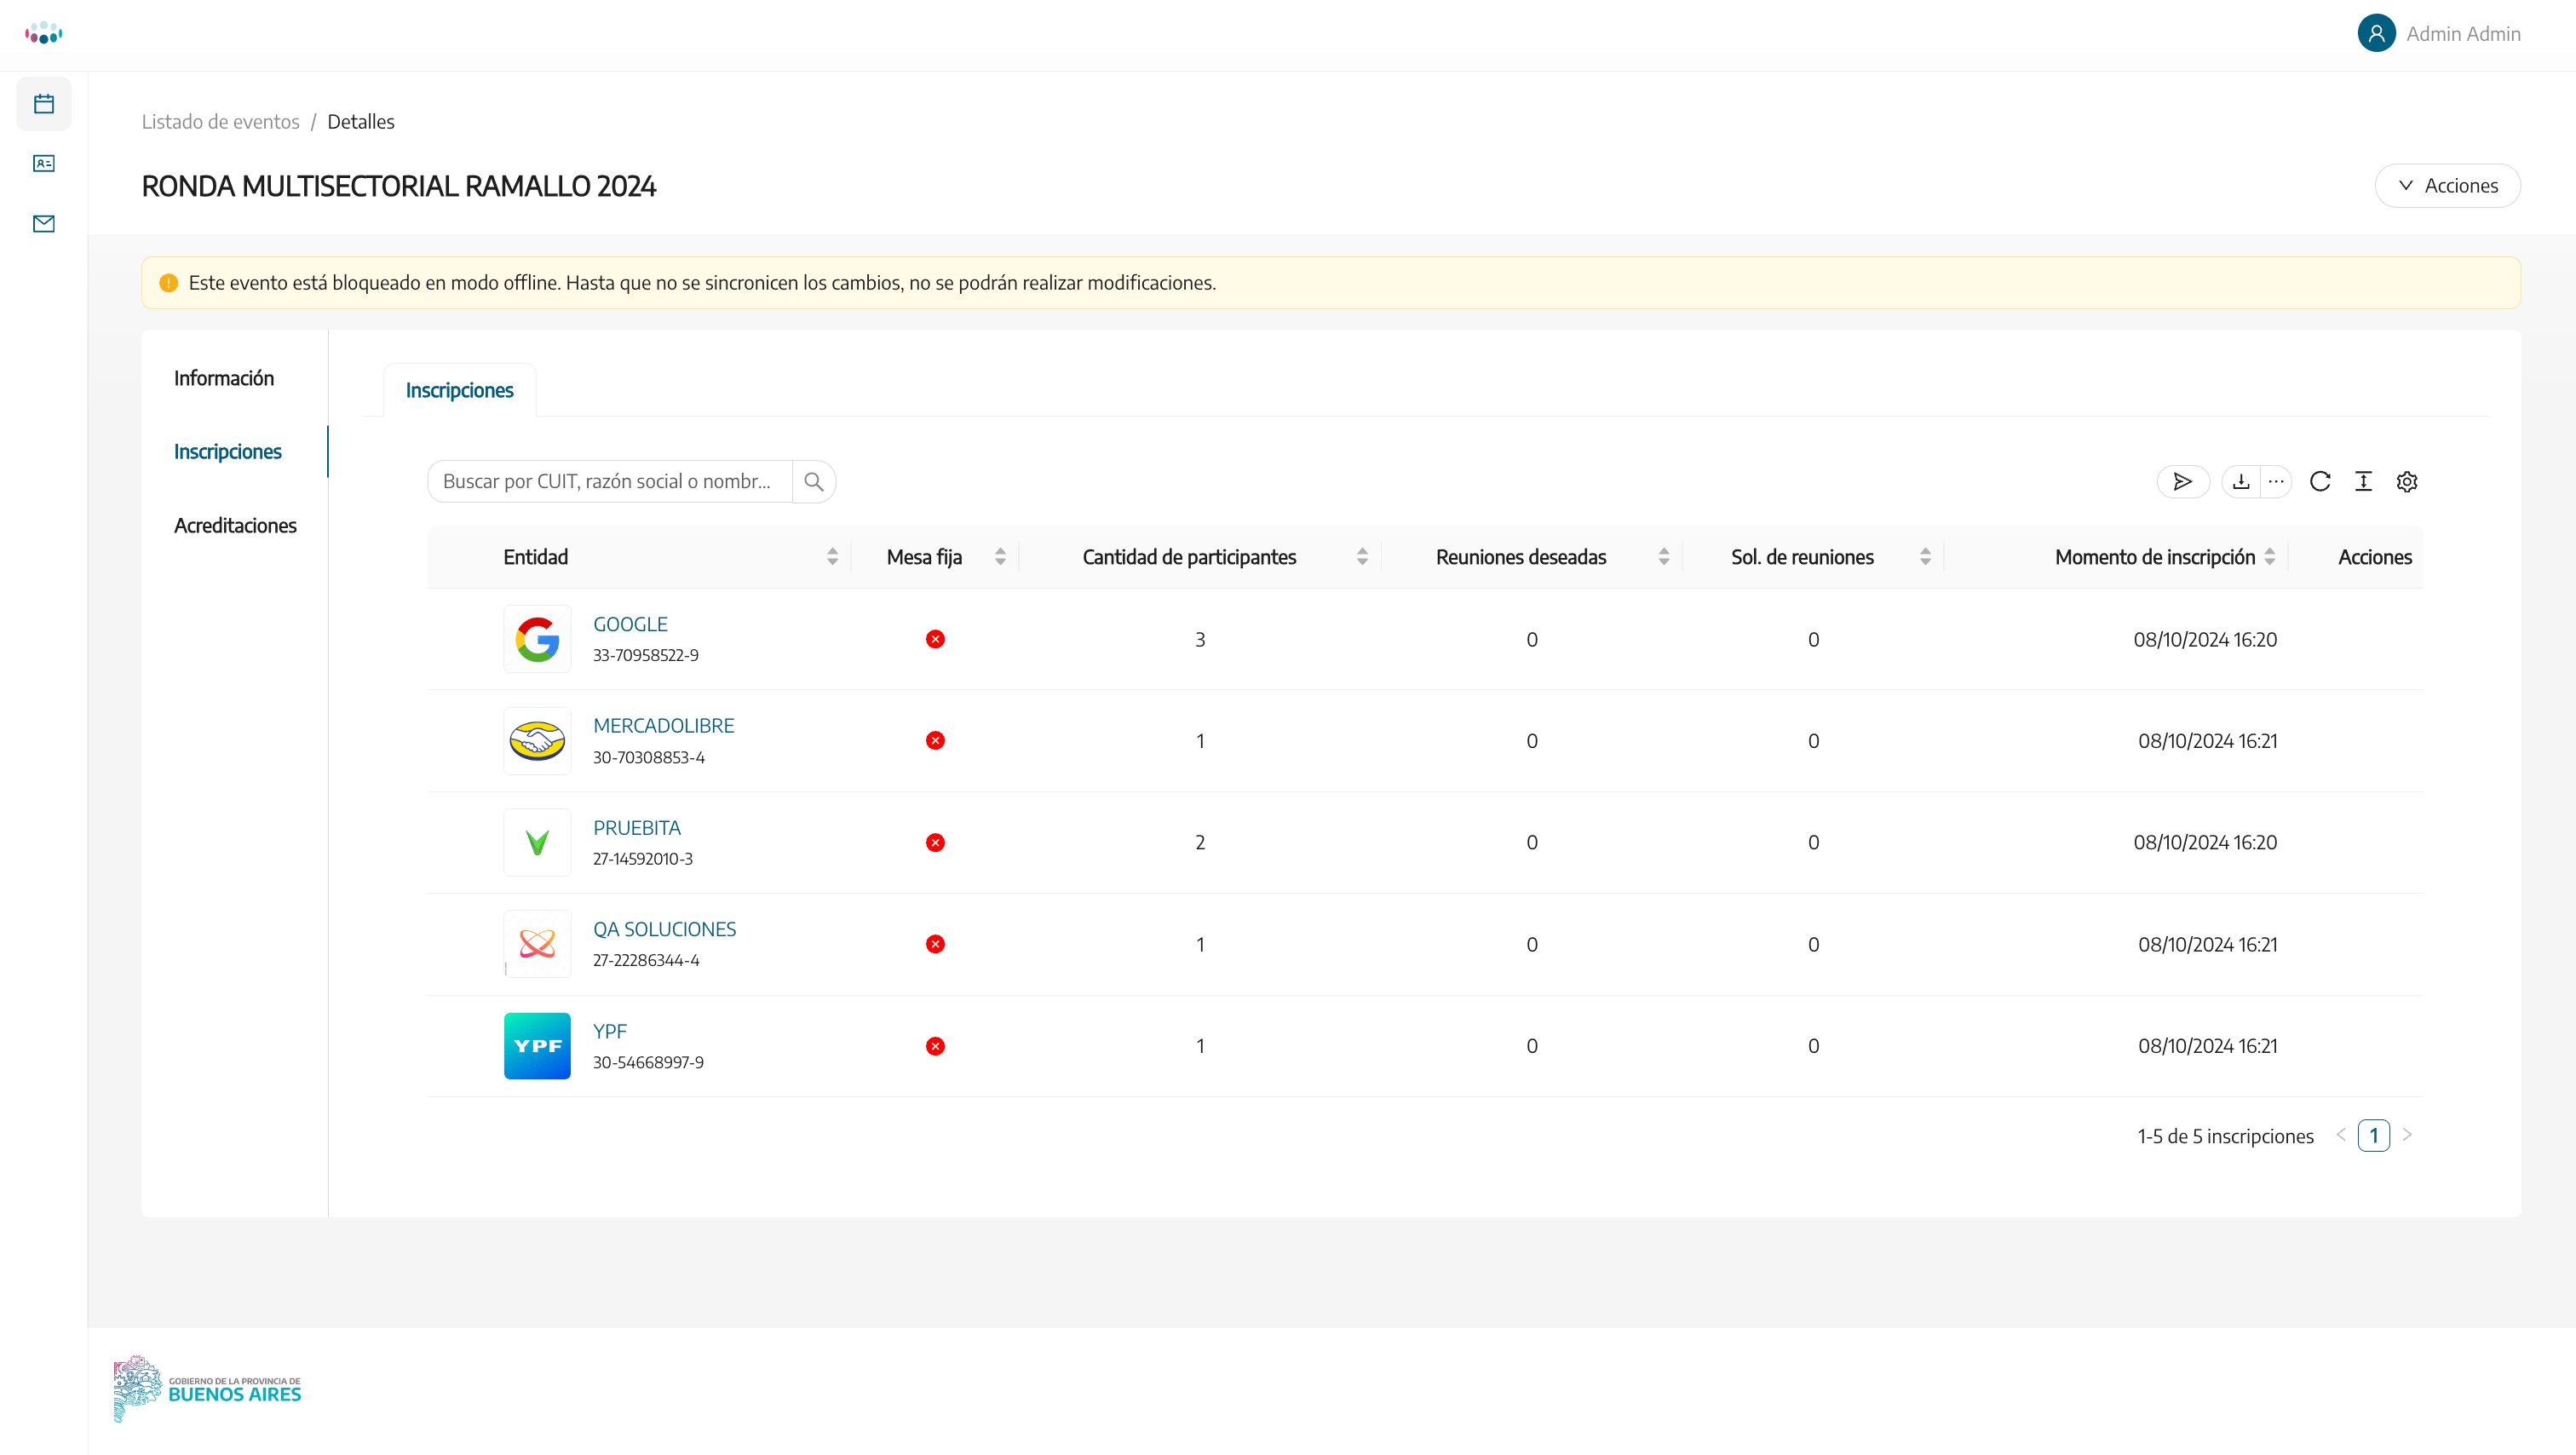 Admin Admin
Listado de eventos / Detalles
RONDA MULTISECTORIAL RAMALLO 2024
Acciones
Este evento está bloqueado en modo offline. Hasta que no se sincronicen los cambios, no se podrán realizar modificaciones.
Información
Inscripciones
Acreditaciones
Inscripciones
Buscar por CUIT, razón social o nombr...
Entidad Mesa fija Cantidad de participantes Reuniones deseadas Sol. de reuniones Momento de inscripción Acciones
GOOGLE
33-70958522-9
3 0 0 08/10/2024 16:20
MERCADOLIBRE
30-70308853-4
1 0 0 08/10/2024 16:21
PRUEBITA
27-14592010-3
2 0 0 08/10/2024 16:20
QA SOLUCIONES
27-22286344-4
1 0 0 08/10/2024 16:21
YPF
YPF
30-54668997-9
1 0 0 08/10/2024 16:21
1-5 de 5 inscripciones
1
GOBIERNO DE LA PROVINCIA DE
BUENOS AIRES